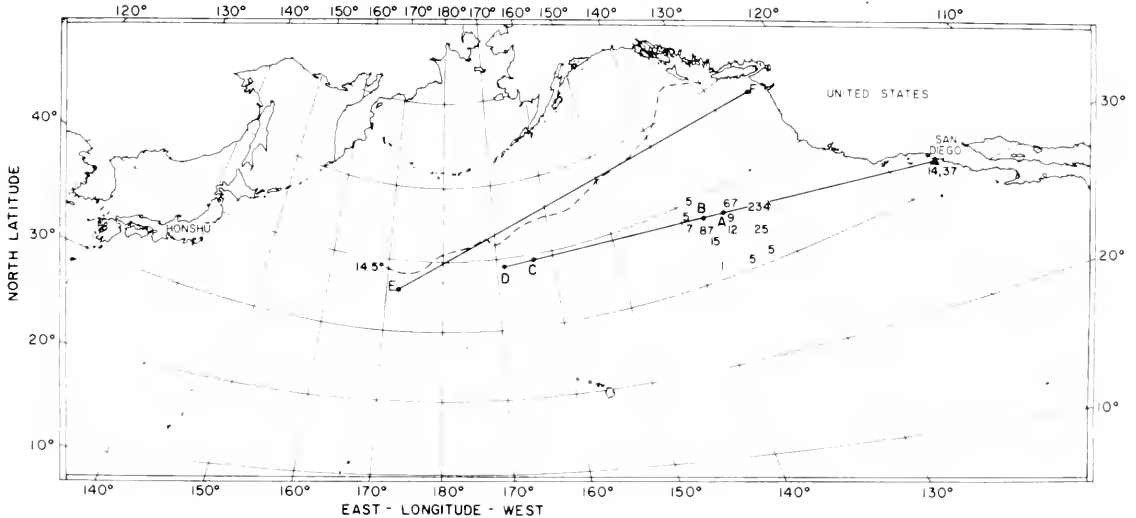 120° 130° 140° 150° 160° 170° 180° 170° 160° 150° 140° 130° 120° 110°
UNITED STATES
F
40°
30°
SAN
DIEGO
14,37
NORTH LATITUDE
HONSHU
5 B 67 234
5 A 9
7 87 12 25
15
30°
14.5°
C
D
E
1 5 5
20°
20°
10°
10°
140° 150° 160° 170° 180° 170° 160° 150° 140° 130°
EAST - LONGITUDE - WEST